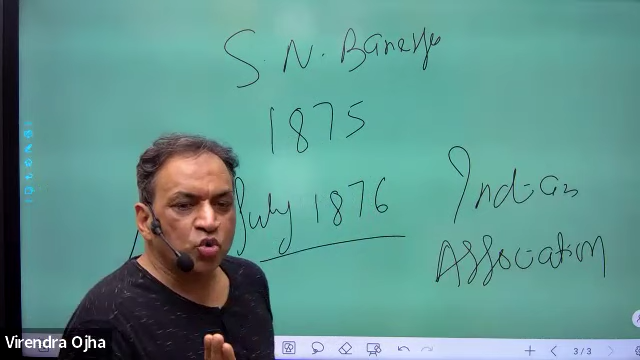 S. N. Banerjee
1875
July 1876
Indian
Association
Virendra Ojha
3/3